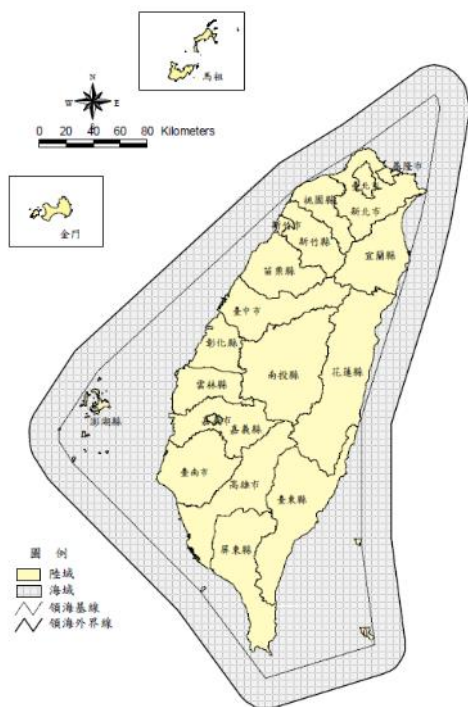 馬祖
N
W E
S
0 20 40 60 80 Kilometers
金門
基隆市
臺北市
桃園縣
新北市
新竹市
新竹縣
宜蘭縣
苗栗縣
臺中市
彰化縣
南投縣
花蓮縣
雲林縣
澎湖縣
嘉義市
嘉義縣
臺南市
高雄市
臺東縣
屏東縣
圖 例
陸域
海域
領海基線
領海外界線